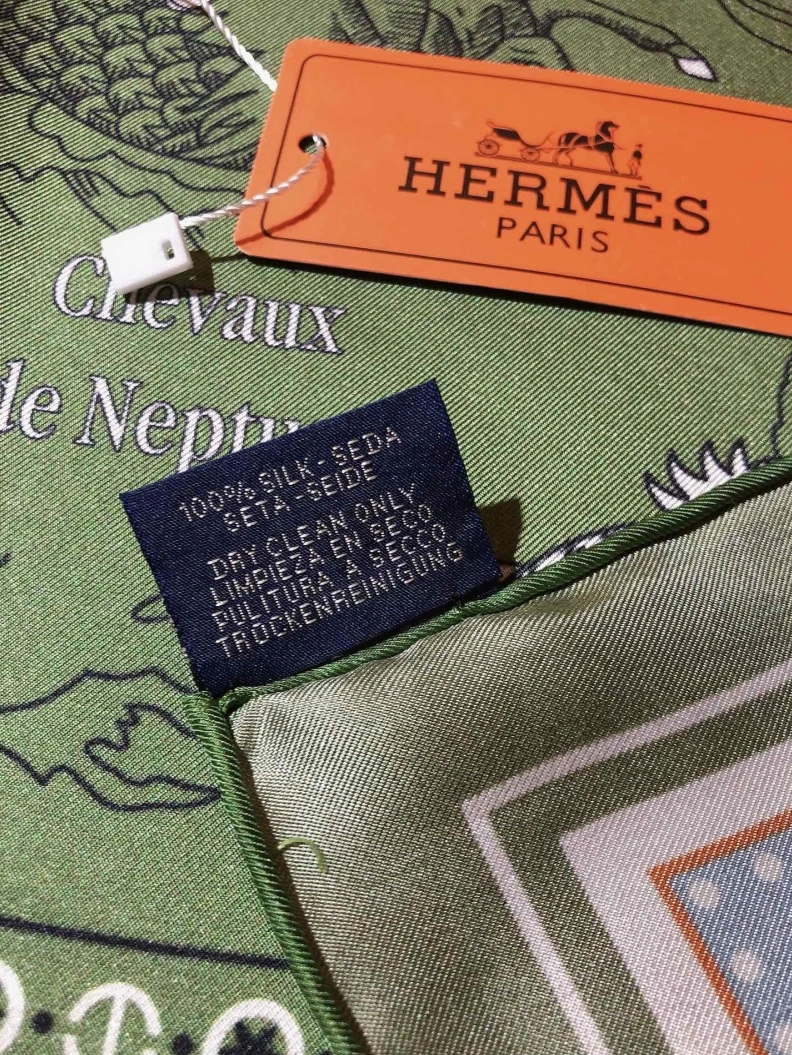 HERMÈS
PARIS
Chevaux
de Neptu
100% SILK - SEDA
SETA - SEIDE
DRY CLEAN ONLY
LIMPIEZA EN SECO
PULITURA A SECCO
TROCKENREINIGUNG